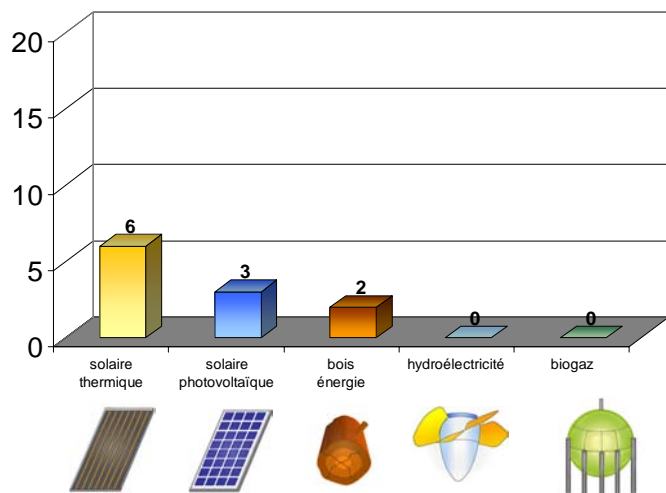 20
15
10
5
0
6
3
2
0
0
solaire
thermique
solaire
photovoltaïque
bois
énergie
hydroélectricité
biogaz